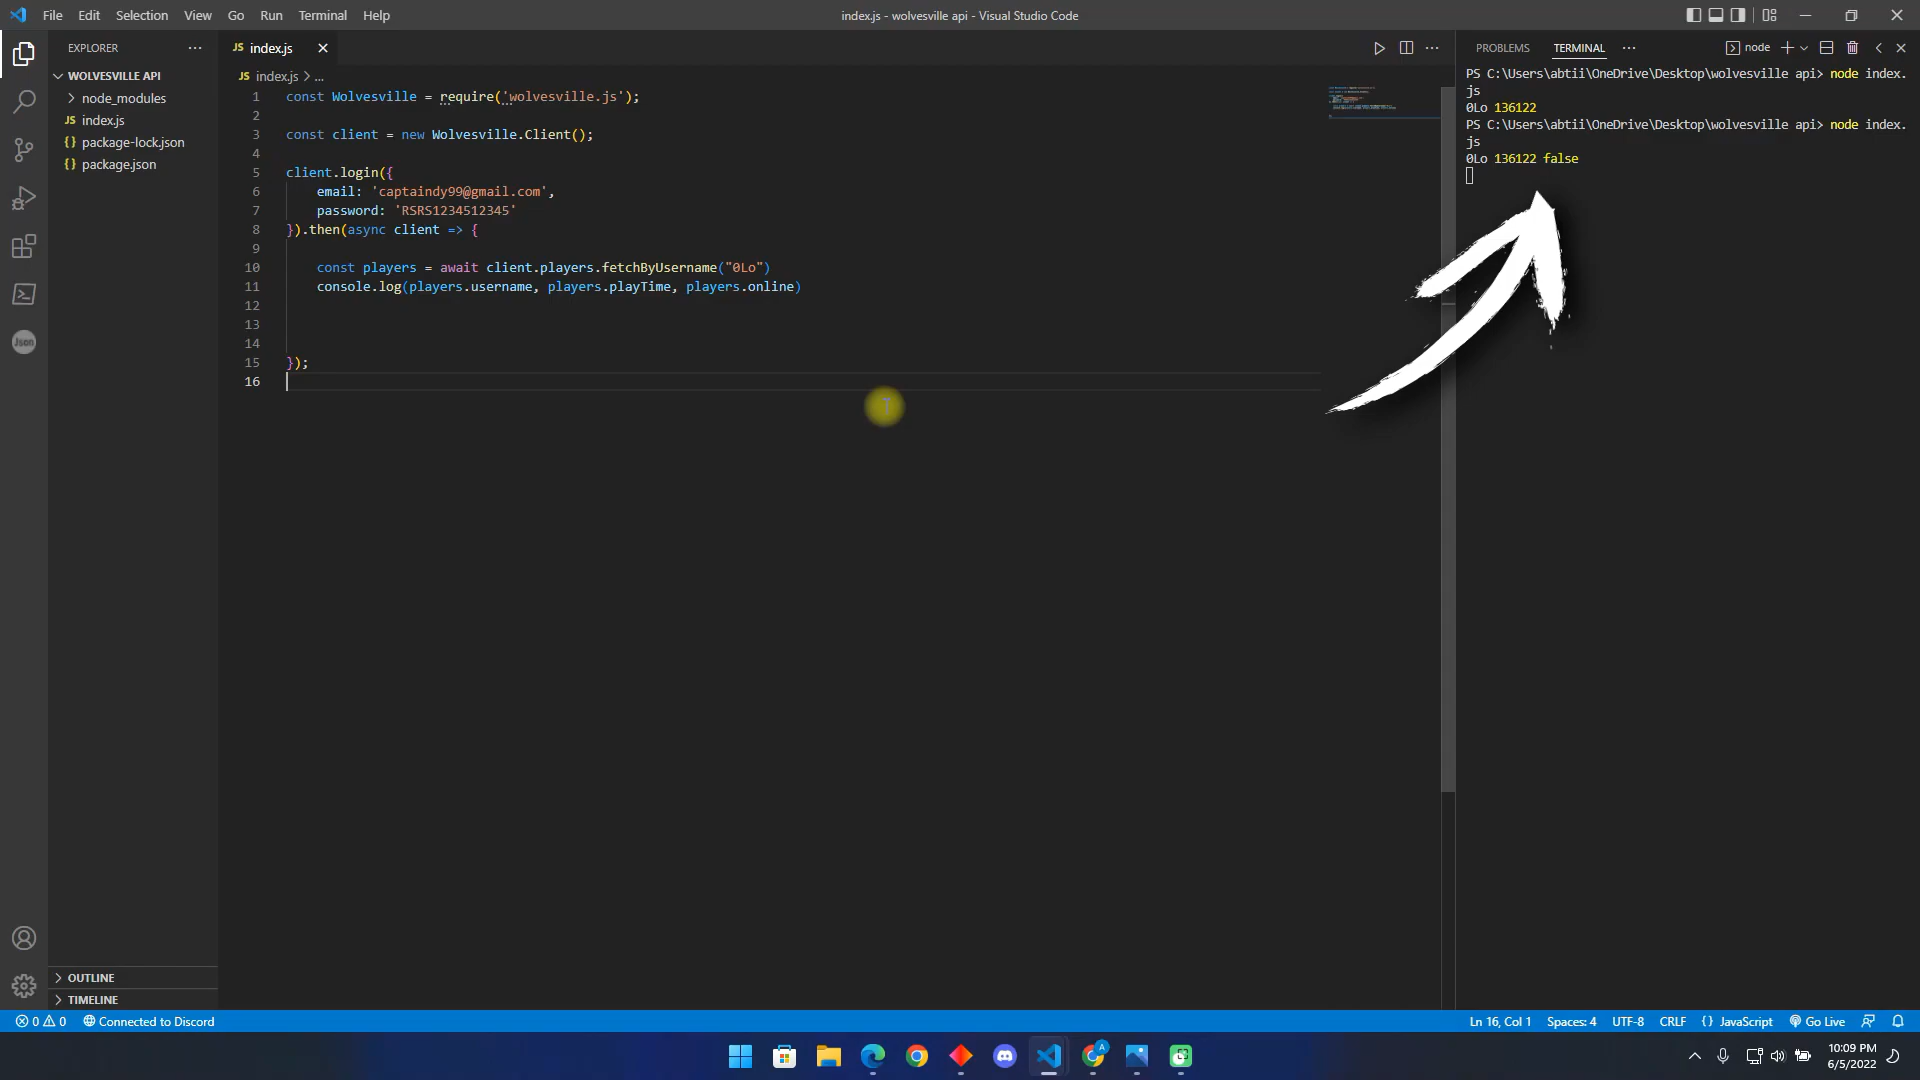 File Edit Selection View Go Run Terminal Help
index.js - wolvesville api - Visual Studio Code
EXPLORER
WOLVESVILLE API
node_modules
JS index.js
{} package-lock.json
{} package.json
OUTLINE
TIMELINE
Json
JS index.js
JS index.js > ...
1 const Wolvesville = require('wolvesville.js');
2
3 const client = new Wolvesville.Client();
4
5 client.login({
6 email: 'captaindy99@gmail.com',
7 password: 'RSRS1234512345'
8 }).then(async client => {
9
10 const players = await client.players.fetchByUsername("0Lo")
11 console.log(players.username, players.playTime, players.online)
12
13
14
15 });
16
PROBLEMS TERMINAL node
PS C:\Users\abtii\OneDrive\Desktop\wolvesville api> node index.
js
0Lo 136122
PS C:\Users\abtii\OneDrive\Desktop\wolvesville api> node index.
js
0Lo 136122 false
0 0 Connected to Discord
Ln 16, Col 1 Spaces: 4 UTF-8 CRLF {} JavaScript Go Live
A
10:09 PM
6/5/2022